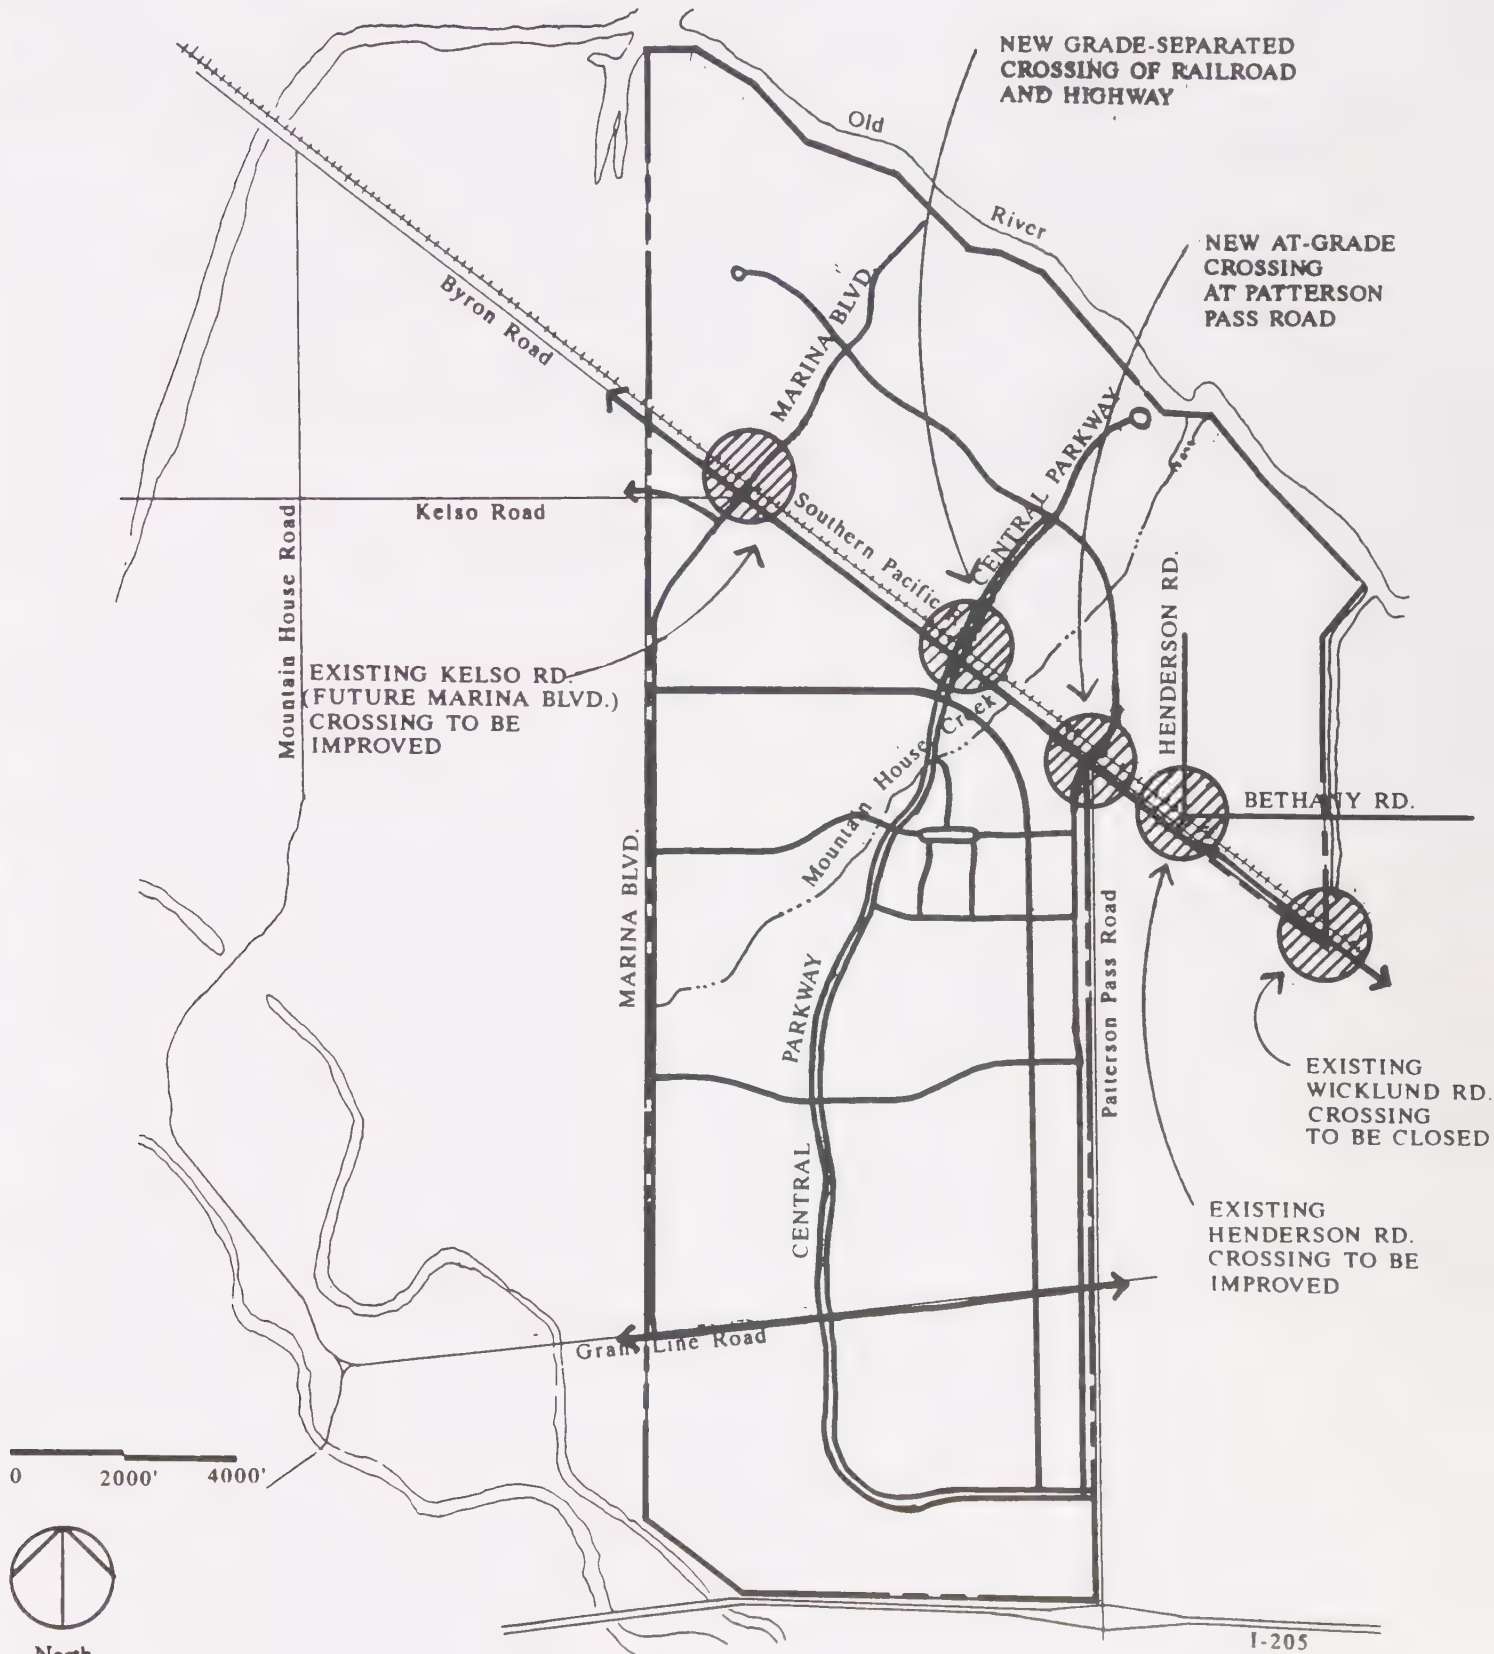 NEW GRADE-SEPARATED
CROSSING OF RAILROAD
AND HIGHWAY
Old
River
NEW AT-GRADE
CROSSING
AT PATTERSON
PASS ROAD
Byron Road
MARINA BLVD.
CENTRAL PARKWAY
Kelso Road
Southern Pacific
Mountain House Road
HENDERSON RD.
EXISTING KELSO RD.
(FUTURE MARINA BLVD.)
CROSSING TO BE
IMPROVED
Mountain House Creek
BETHANY RD.
MARINA BLVD.
PARKWAY
CENTRAL
Patterson Pass Road
EXISTING
WICKLUND RD.
CROSSING
TO BE CLOSED
EXISTING
HENDERSON RD.
CROSSING TO BE
IMPROVED
Grant Line Road
0 2000' 4000'
North
I-205